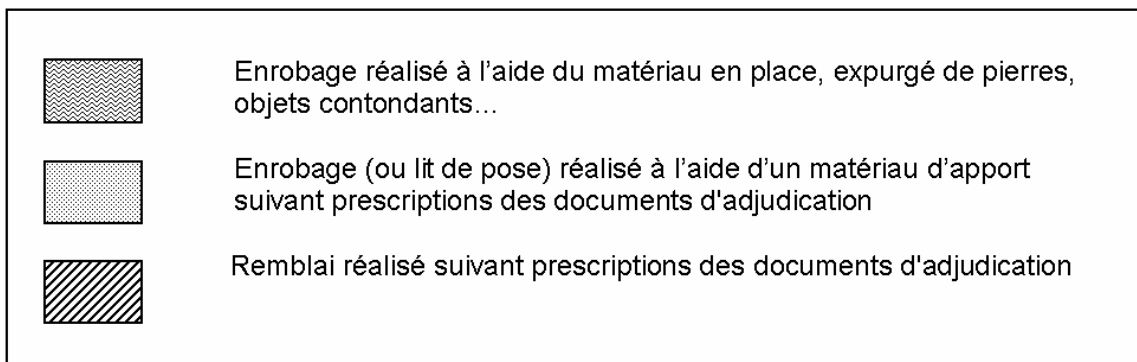 Enrobage réalisé à l’aide du matériau en place, expurgé de pierres,
objets contondants…
Enrobage (ou lit de pose) réalisé à l’aide d’un matériau d’apport
suivant prescriptions des documents d'adjudication
Remblai réalisé suivant prescriptions des documents d'adjudication